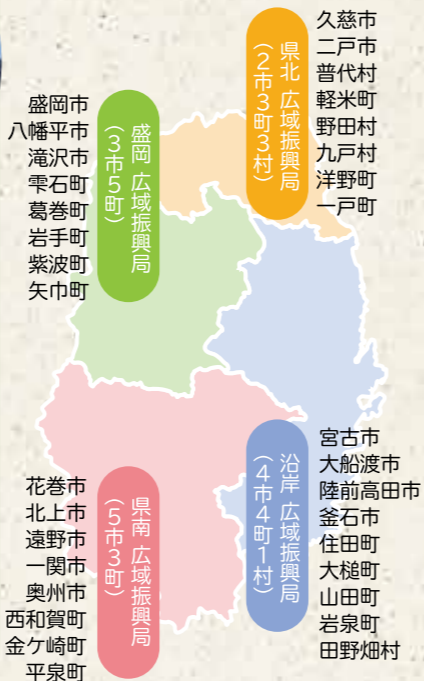 久慈市
二戸市
普代村
軽米町
野田村
九戸村
洋野町
一戸町
県北 広域振興局
（2市3町3村）
盛岡市
八幡平市
滝沢市
雫石町
葛巻町
岩手町
紫波町
矢巾町
盛岡 広域振興局
（3市5町）
宮古市
大船渡市
陸前高田市
釜石市
住田町
大槌町
山田町
岩泉町
田野畑村
沿岸 広域振興局
（4市4町1村）
花巻市
北上市
遠野市
一関市
奥州市
西和賀町
金ケ崎町
平泉町
県南 広域振興局
（5市3町）